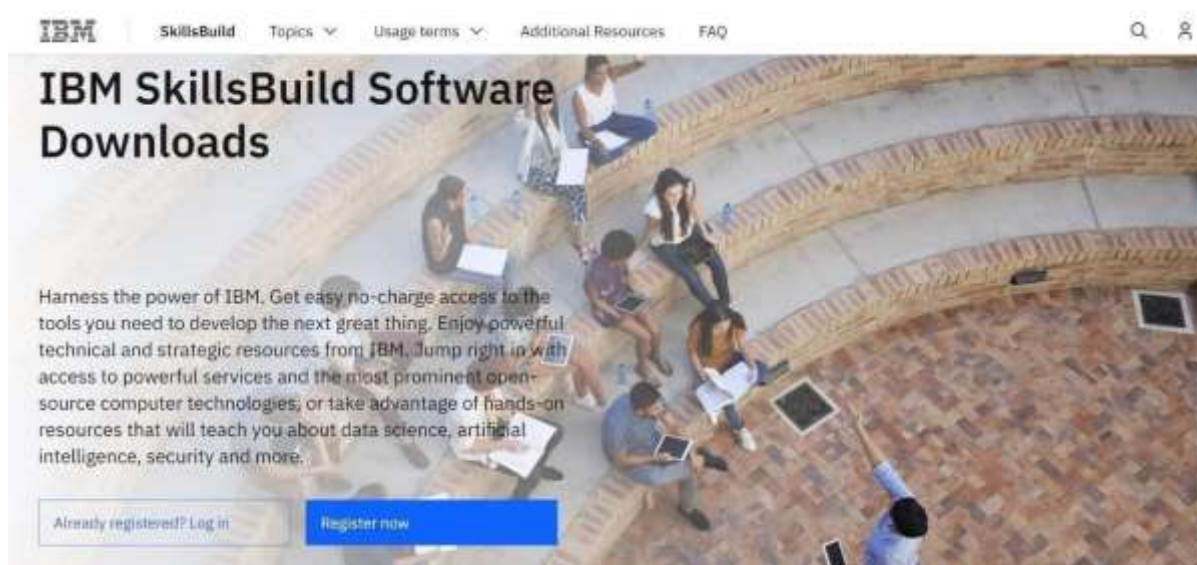 IBM SkillsBuild Topics Usage terms Additional Resources FAQ
IBM SkillsBuild Software
Downloads
Harness the power of IBM. Get easy no-charge access to the
tools you need to develop the next great thing. Enjoy powerful
technical and strategic resources from IBM. Jump right in with
access to powerful services and the most prominent open-
source computer technologies; or take advantage of hands-on
resources that will teach you about data science, artificial
intelligence, security and more.
Already registered? Log in Register now